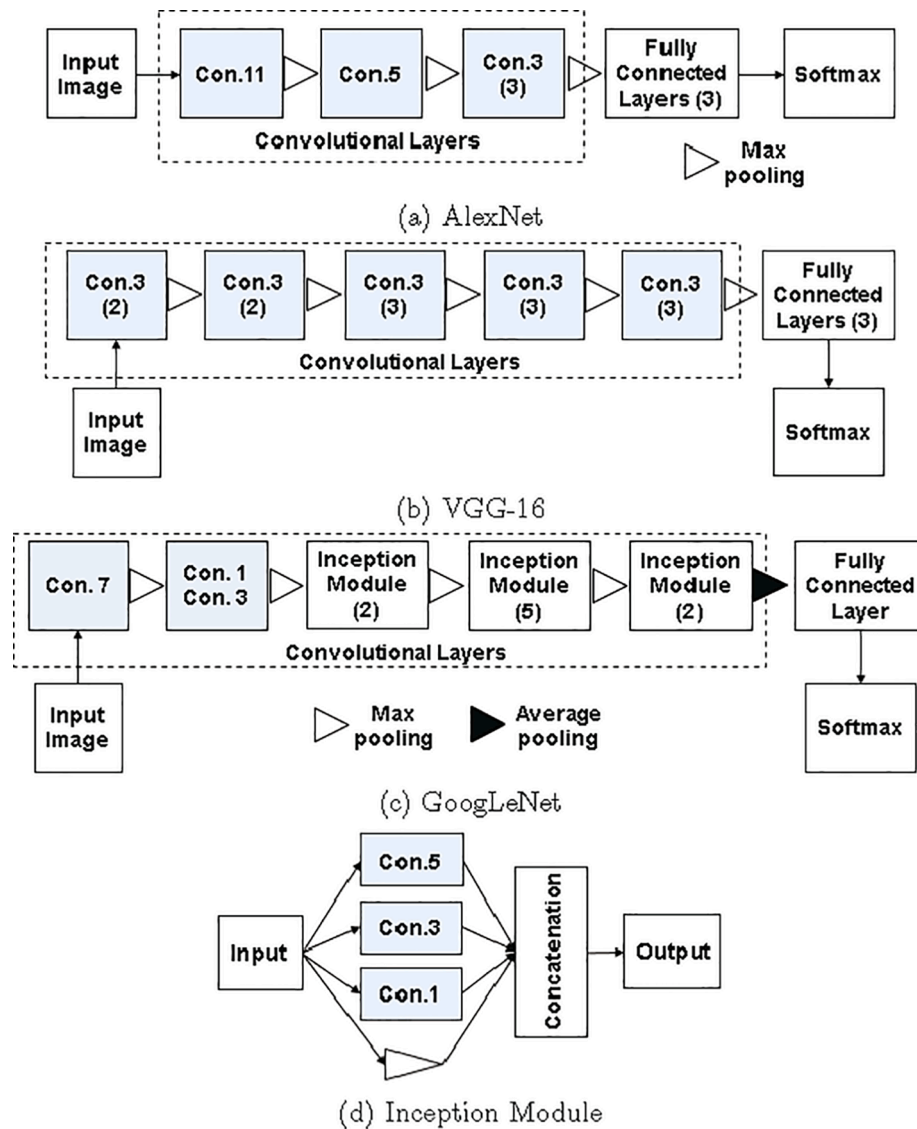 Input
Image
Con.11
Con.5
Con.3
(3)
Fully
Connected
Layers (3)
Softmax
Convolutional Layers
Max
pooling
(a) AlexNet
Con.3
(2)
Con.3
(2)
Con.3
(3)
Con.3
(3)
Con.3
(3)
Fully
Connected
Layers (3)
Convolutional Layers
Input
Image
Softmax
(b) VGG-16
Con. 7
Con. 1
Con. 3
Inception
Module
(2)
Inception
Module
(5)
Inception
Module
(2)
Fully
Connected
Layer
Convolutional Layers
Input
Image
Max
pooling
Average
pooling
Softmax
(c) GoogLeNet
Input
Con.5
Con.3
Con.1
Concatenation
Output
(d) Inception Module